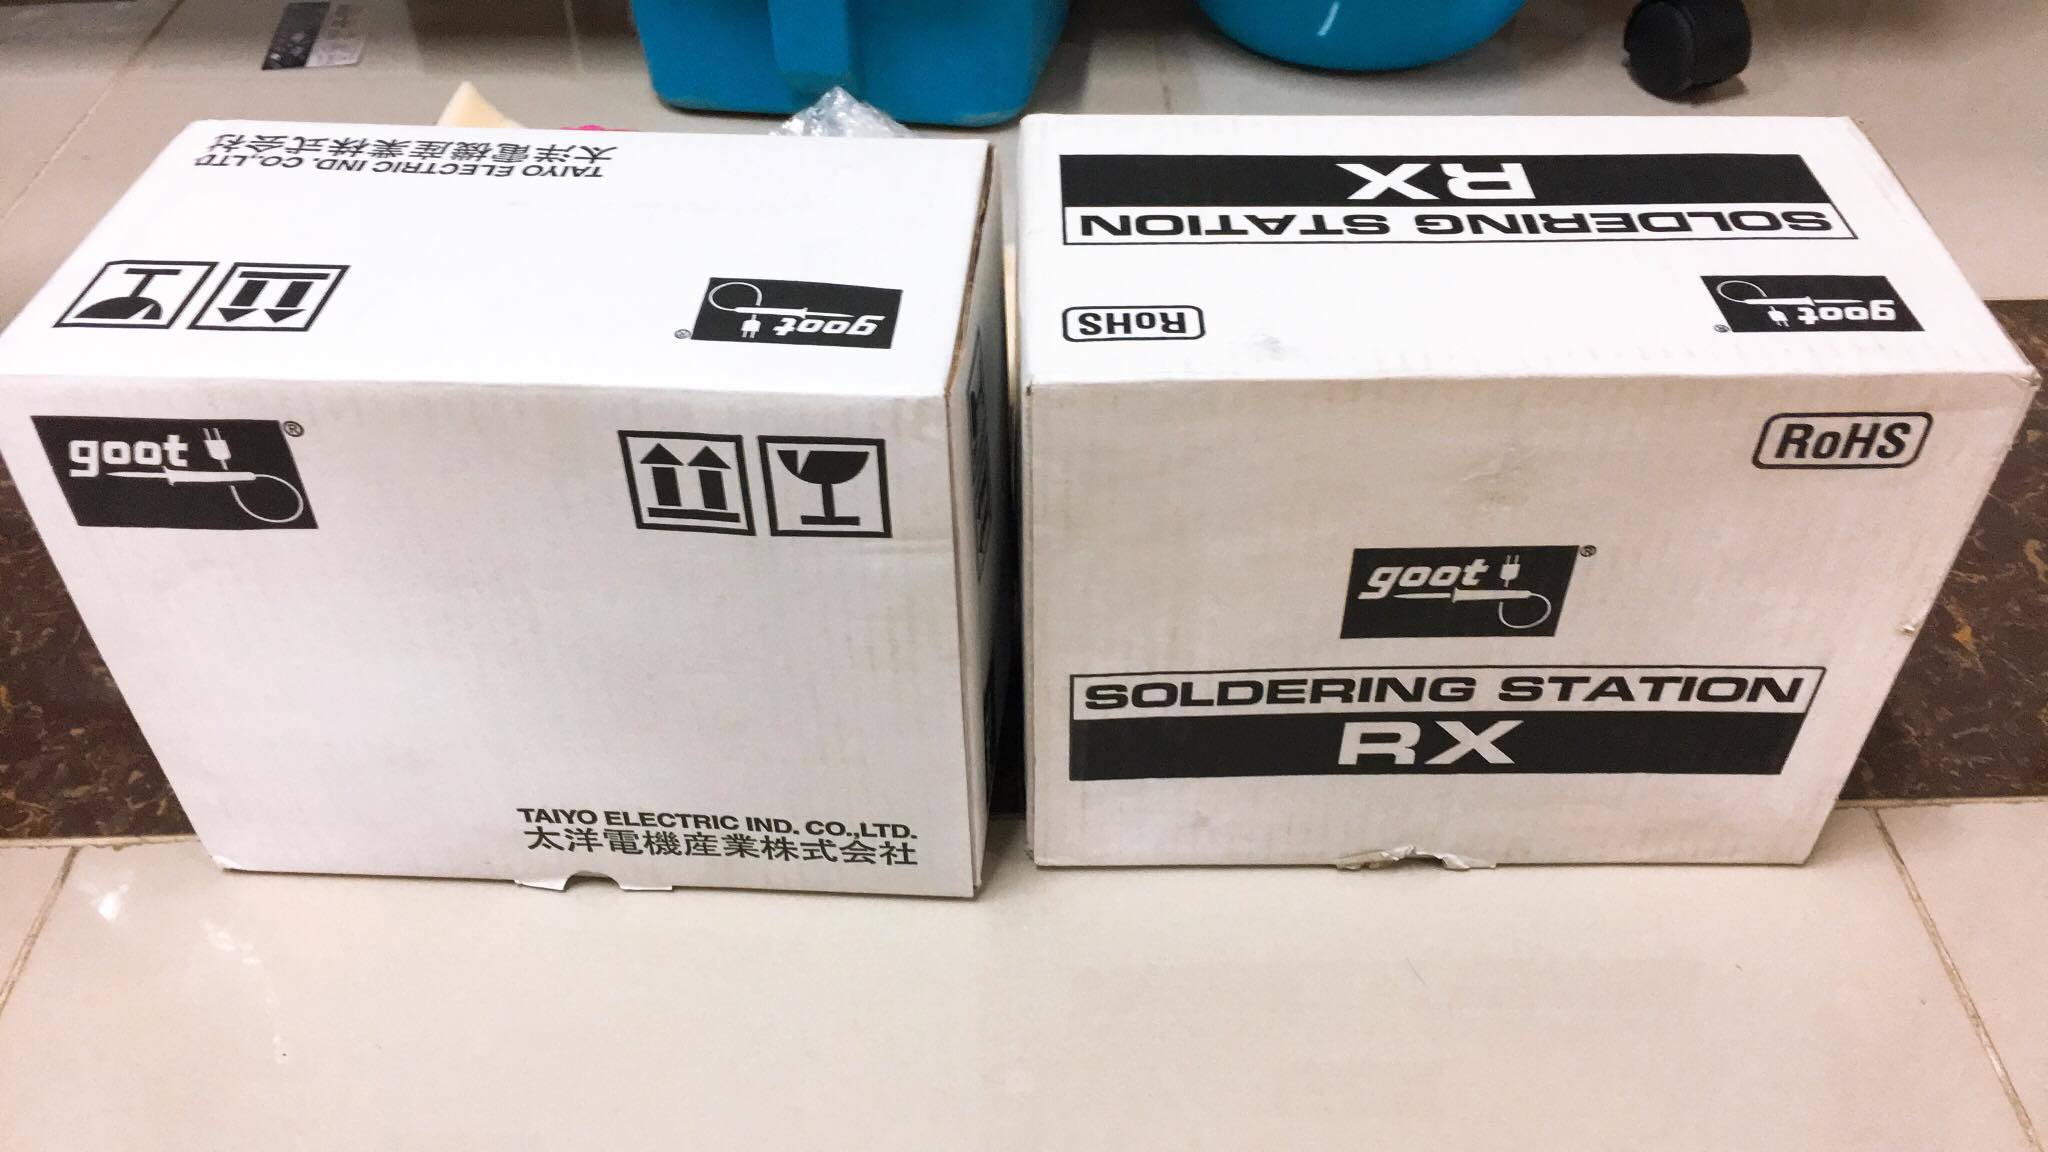 TAIYO ELECTRIC IND. CO.,LTD.
太洋電機産業株式会社
goot®
goot®
TAIYO ELECTRIC IND. CO.,LTD.
太洋電機産業株式会社
SOLDERING STATION
RX
RoHS
goot®
RoHS
goot®
SOLDERING STATION
RX